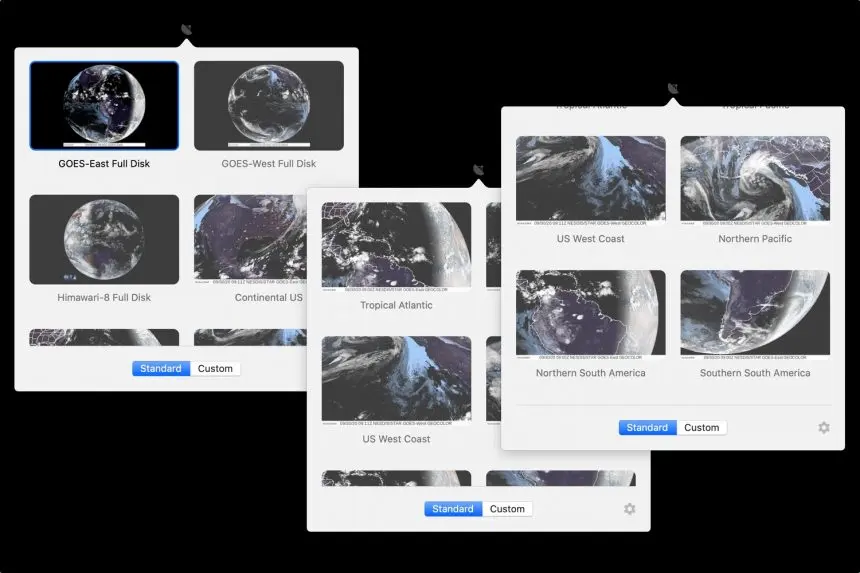 GOES-East Full Disk
GOES-West Full Disk
Himawari-8 Full Disk
Continental US
Standard
Custom
Tropical Atlantic
US West Coast
Standard
Custom
Tropical Atlantic
Tropical Pacific
US West Coast
Northern Pacific
Northern South America
Southern South America
Standard
Custom